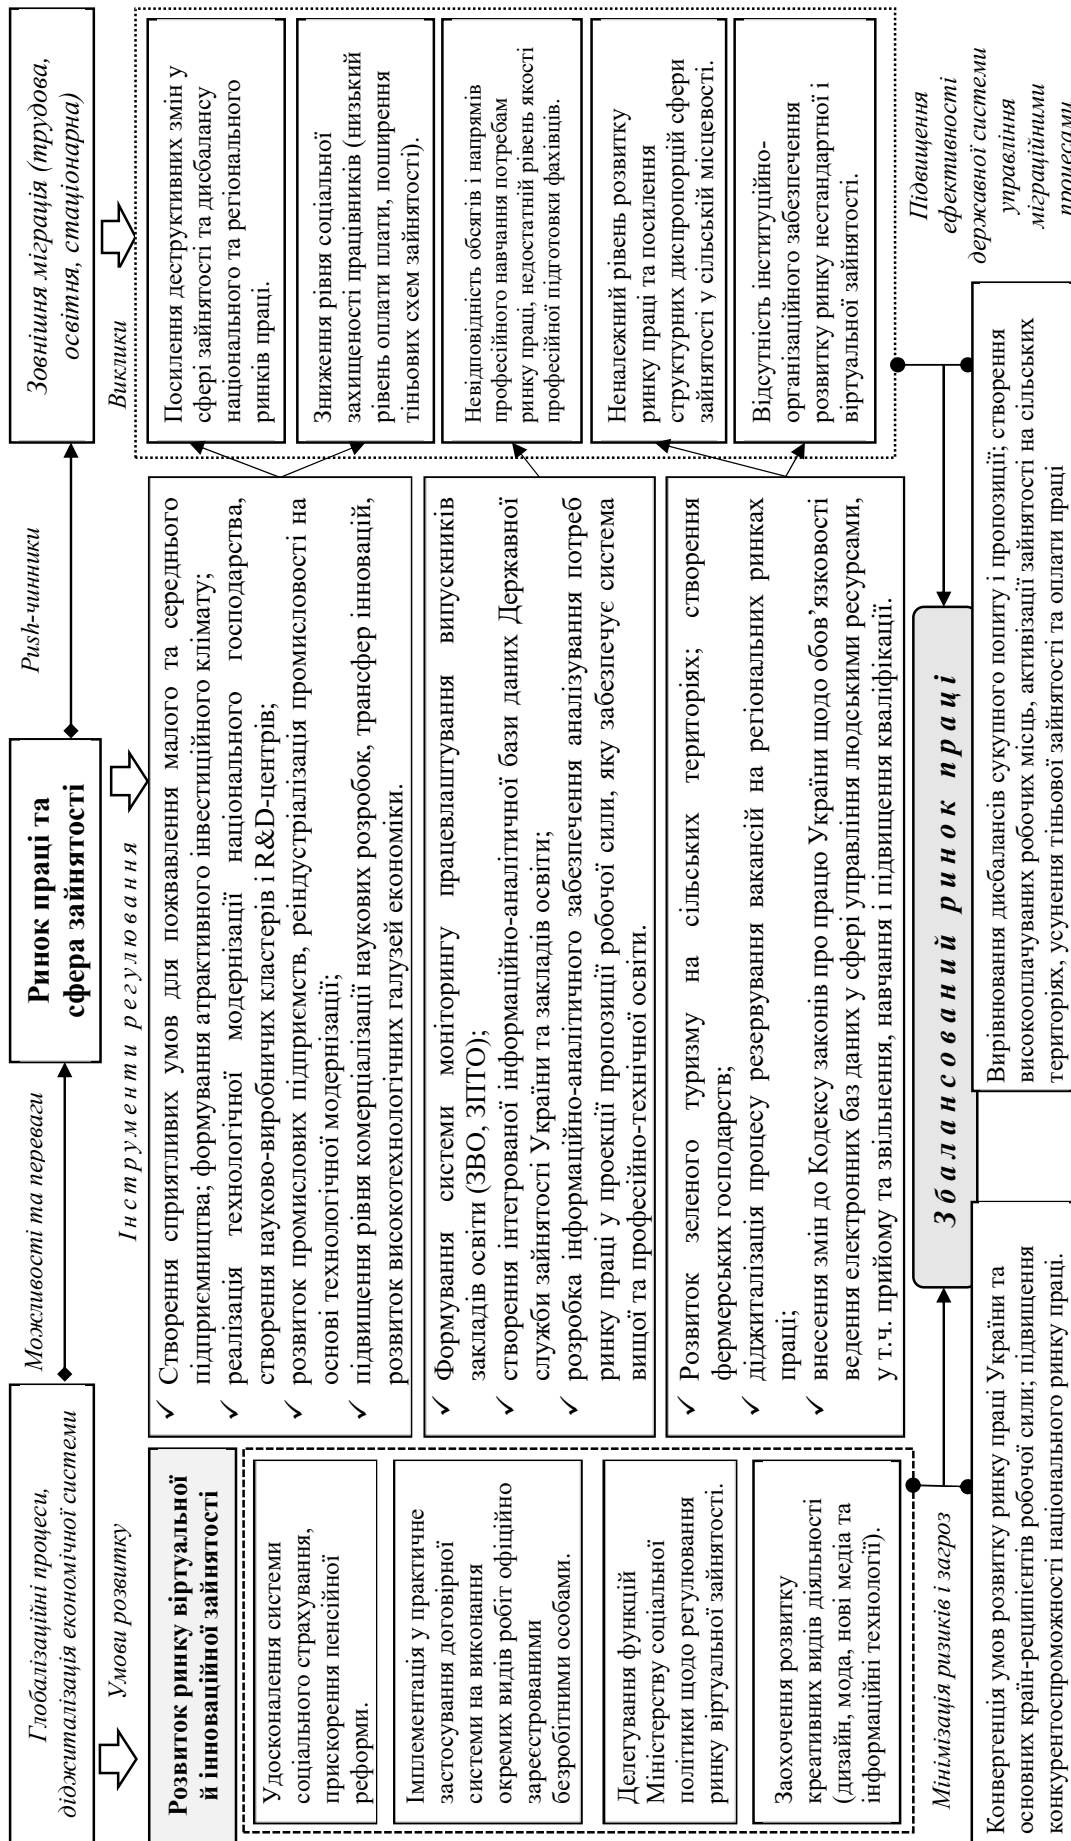 Глобалізаційні процеси,
діджиталізація економічної системи
Можливості та переваги
Ринок праці та
сфера зайнятості
Push-чинники
Зовнішня міграція (трудова,
освітня, стаціонарна)
Умови розвитку
Інструменти регулювання
Виклики
Розвиток ринку віртуальної
й інноваційної зайнятості
Удосконалення системи
соціального страхування,
прискорення пенсійної
реформи.
Імплементація у практичне
застосування договірної
системи на виконання
окремих видів робіт офіційно
зареєстрованими
безробітними особами.
Делегування функцій
Міністерству соціальної
політики щодо регулювання
ринку віртуальної зайнятості.
Заохочення розвитку
креативних видів діяльності
(дизайн, мода, нові медіа та
інформаційні технології).
✓ Створення сприятливих умов для пожвавлення малого та середнього
підприємництва; формування атрактивного інвестиційного клімату;
✓ реалізація технологічної модернізації національного господарства,
створення науково-виробничих кластерів і R&D-центрів;
✓ розвиток промислових підприємств, реіндустріалізація промисловості на
основі технологічної модернізації;
✓ підвищення рівня комерціалізації наукових розробок, трансфер інновацій,
розвиток високотехнологічних галузей економіки.
✓ Формування системи моніторингу працевлаштування випускників
закладів освіти (ЗВО, ЗПТО);
✓ створення інтегрованої інформаційно-аналітичної бази даних Державної
служби зайнятості України та закладів освіти;
✓ розробка інформаційно-аналітичного забезпечення аналізування потреб
ринку праці у проекції пропозиції робочої сили, яку забезпечує система
вищої та професійно-технічної освіти.
✓ Розвиток зеленого туризму на сільських територіях; створення
фермерських господарств;
✓ діджиталізація процесу резервування вакансій на регіональних ринках
праці;
✓ внесення змін до Кодексу законів про працю України щодо обов’язковості
ведення електронних баз даних у сфері управління людськими ресурсами,
у т.ч. прийому та звільнення, навчання і підвищення кваліфікації.
Посилення деструктивних змін у
сфері зайнятості та дисбалансу
національного та регіонального
ринків праці.
Зниження рівня соціальної
захищеності працівників (низький
рівень оплати плати, поширення
тіньових схем зайнятості).
Невідповідність обсягів і напрямів
професійного навчання потребам
ринку праці, недостатній рівень якості
професійної підготовки фахівців.
Неналежний рівень розвитку
ринку праці та посилення
структурних диспропорцій сфери
зайнятості у сільській місцевості.
Відсутність інституційно-
організаційного забезпечення
розвитку ринку нестандартної і
віртуальної зайнятості.
Мінімізація ризиків і загроз
Збалансований ринок праці
Підвищення
ефективності
державної системи
управління
міграційними
процесами
Конвергенція умов розвитку ринку праці України та
основних країн-реципієнтів робочої сили; підвищення
конкурентоспроможності національного ринку праці.
Вирівнювання дисбалансів сукупного попиту і пропозиції; створення
високооплачуваних робочих місць, активізації зайнятості на сільських
територіях, усунення тіньової зайнятості та оплати праці